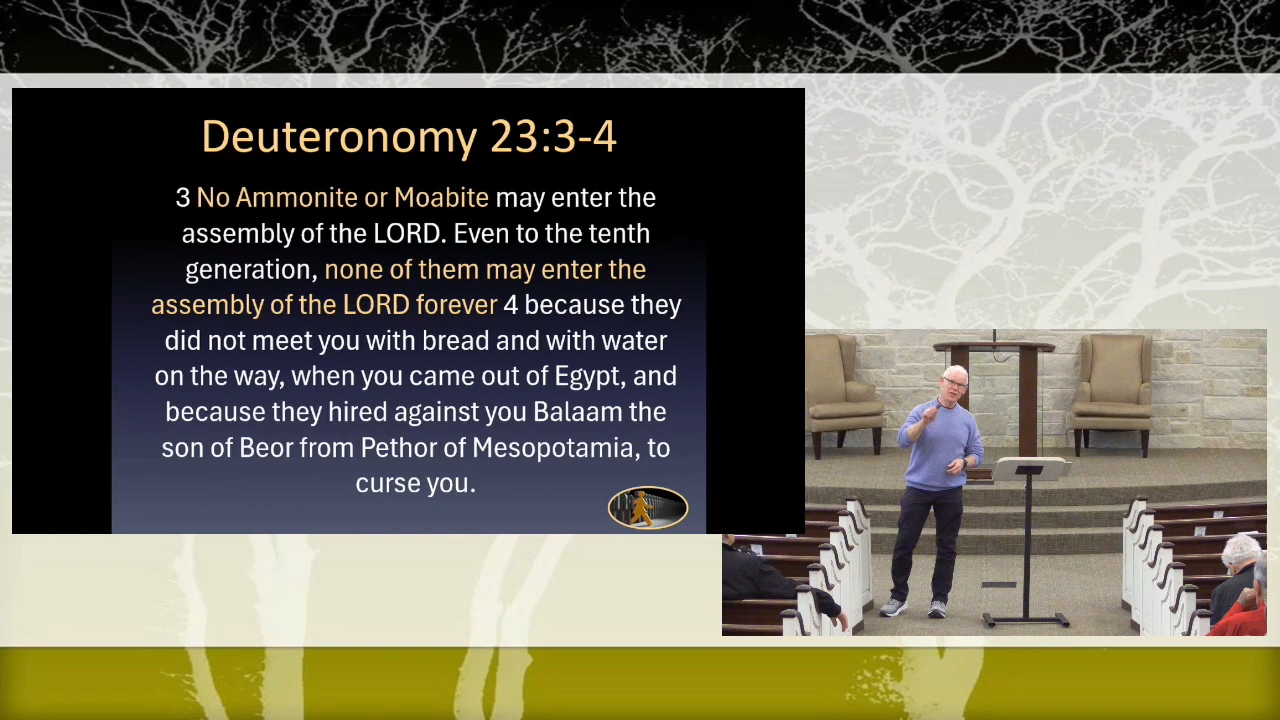 Deuteronomy 23:3-4
3 No Ammonite or Moabite may enter the
assembly of the LORD. Even to the tenth
generation, none of them may enter the
assembly of the LORD forever 4 because they
did not meet you with bread and with water
on the way, when you came out of Egypt, and
because they hired against you Balaam the
son of Beor from Pethor of Mesopotamia, to
curse you.